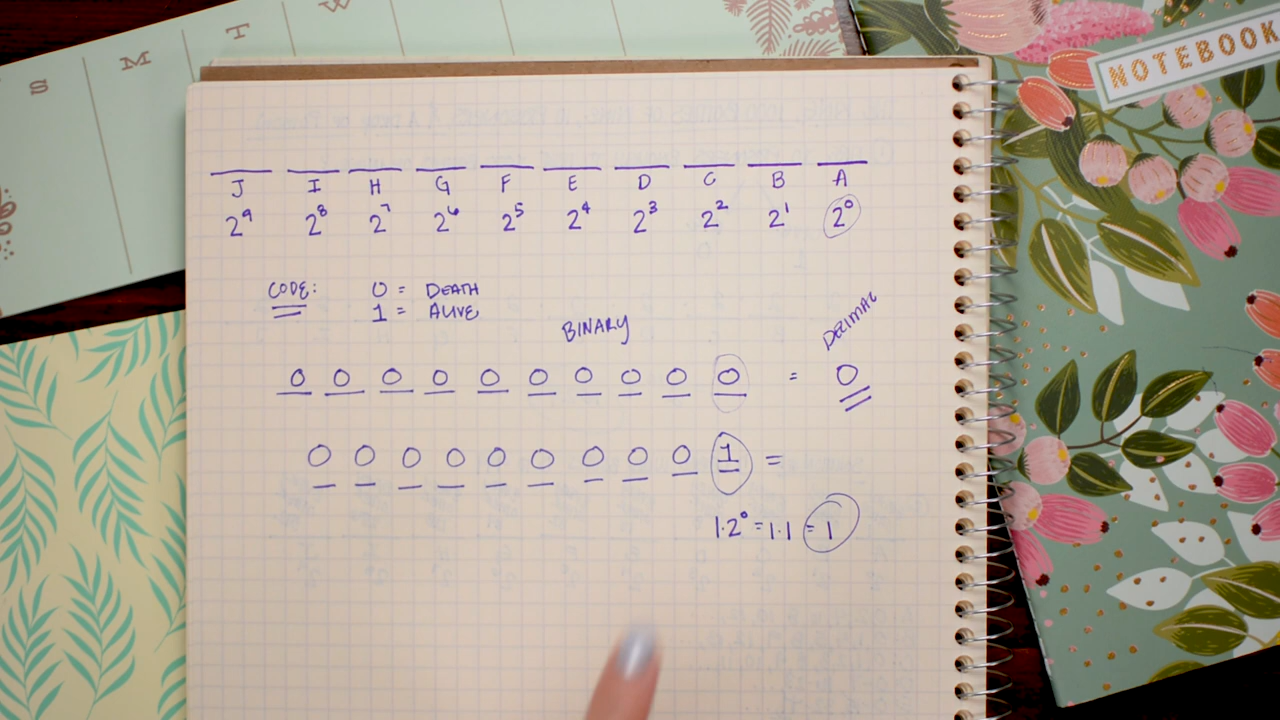 S M T W
NOTEBOOK
J I H G F E D C B A
2⁹ 2⁸ 2⁷ 2⁶ 2⁵ 2⁴ 2³ 2² 2¹ 2⁰
CODE: 0 = DEATH
1 = ALIVE
BINARY DECIMAL
0 0 0 0 0 0 0 0 0 0 = 0
0 0 0 0 0 0 0 0 0 1 =
1·2⁰ = 1·1 = 1